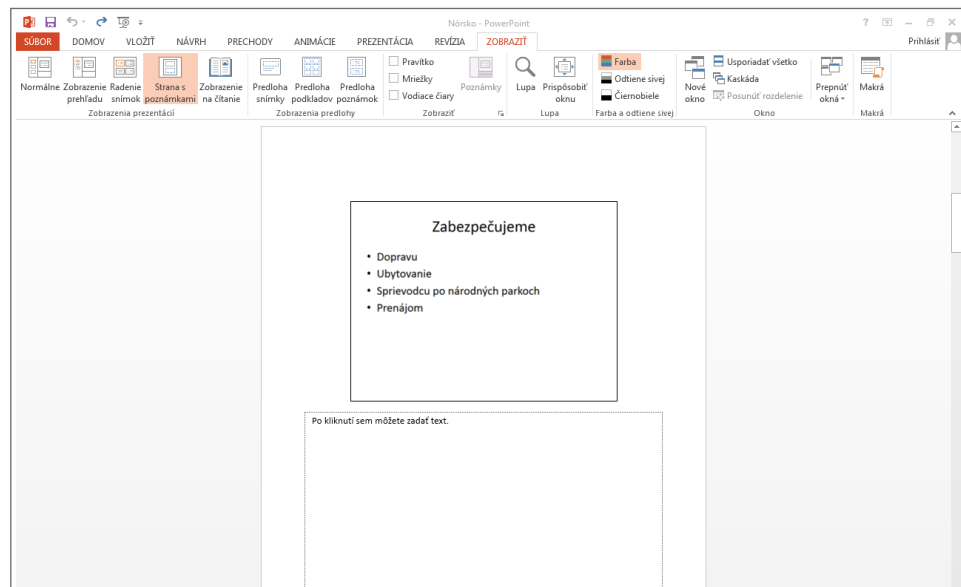 Nórsko - PowerPoint
SÚBOR DOMOV VLOŽIŤ NÁVRH PRECHODY ANIMÁCIE PREZENTÁCIA REVÍZIA ZOBRAZIŤ Prihlásiť
Normálne Zobrazenie prehľadu Radenie snímok Strana s poznámkami Zobrazenie na čítanie
Zobrazenia prezentácií
Predloha snímky Predloha podkladov Predloha poznámok
Zobrazenia predlohy
Pravítko
Mriežky
Vodiace čiary
Poznámky
Zobraziť
Lupa Prispôsobiť oknu
Lupa
Farba
Odtiene sivej
Čiernobiele
Farba a odtiene sivej
Nové okno
Usporiadať všetko
Kaskáda
Posunúť rozdelenie
Prepnúť okná
Okno
Makrá
Makrá
Zabezpečujeme
• Dopravu
• Ubytovanie
• Sprievodcu po národných parkoch
• Prenájom
Po kliknutí sem môžete zadať text.